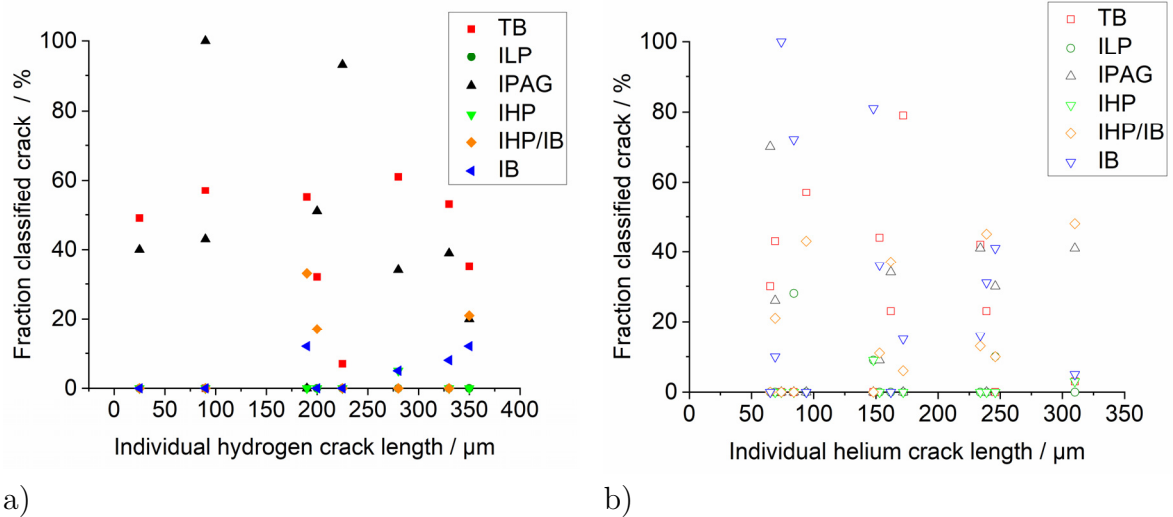 TB
ILP
IPAG
IHP
IHP/IB
IB
100
80
60
40
20
0
Fraction classified crack / %
0 50 100 150 200 250 300 350 400
Individual hydrogen crack length / µm
a)
TB
ILP
IPAG
IHP
IHP/IB
IB
100
80
60
40
20
0
Fraction classified crack / %
0 50 100 150 200 250 300 350
Individual helium crack length / µm
b)